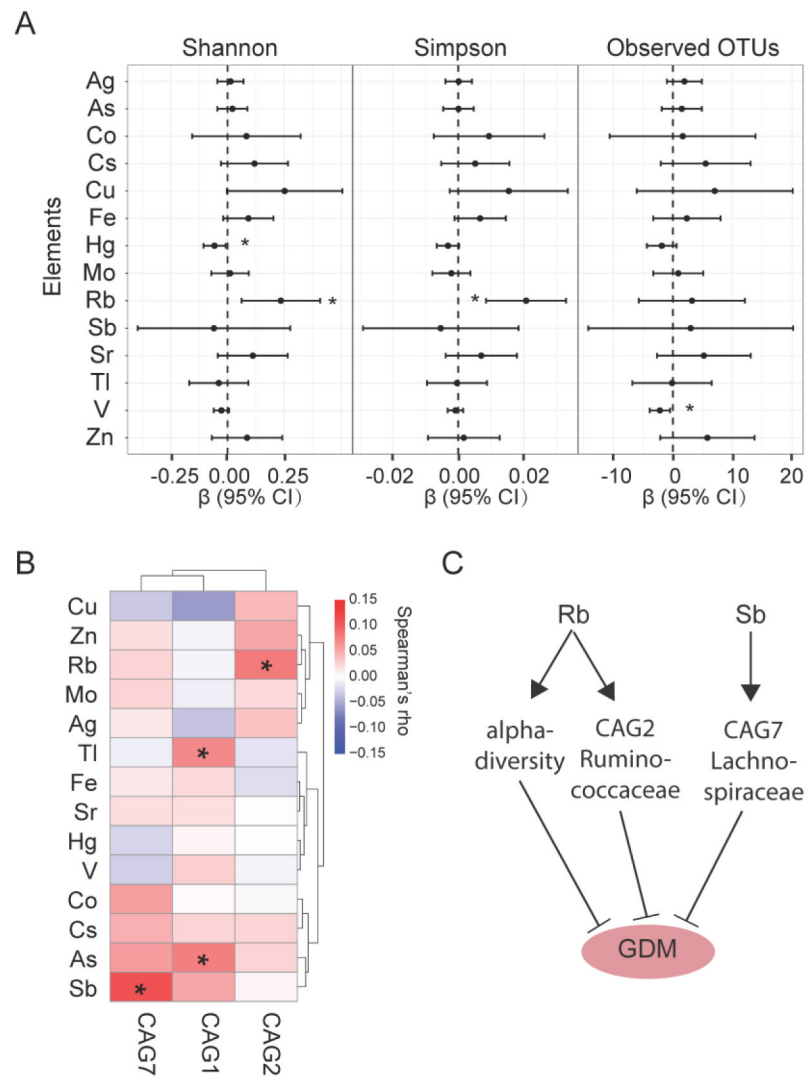 A
Shannon
Simpson
Observed OTUs
Elements
Ag
As
Co
Cs
Cu
Fe
Hg
*
Mo
Rb
*
*
Sb
Sr
Tl
V
*
Zn
-0.25
0.00
0.25
-0.02
0.00
0.02
-10
0
10
20
β (95% CI)
β (95% CI)
β (95% CI)
B
Cu
Zn
Rb
*
Mo
Ag
Tl
*
Fe
Sr
Hg
V
Co
Cs
As
*
Sb
*
CAG7
CAG1
CAG2
0.15
0.10
0.05
0.00
−0.05
−0.10
−0.15
Spearman's rho
C
Rb
Sb
alpha-
diversity
CAG2
Rumino-
coccaceae
CAG7
Lachno-
spiraceae
GDM